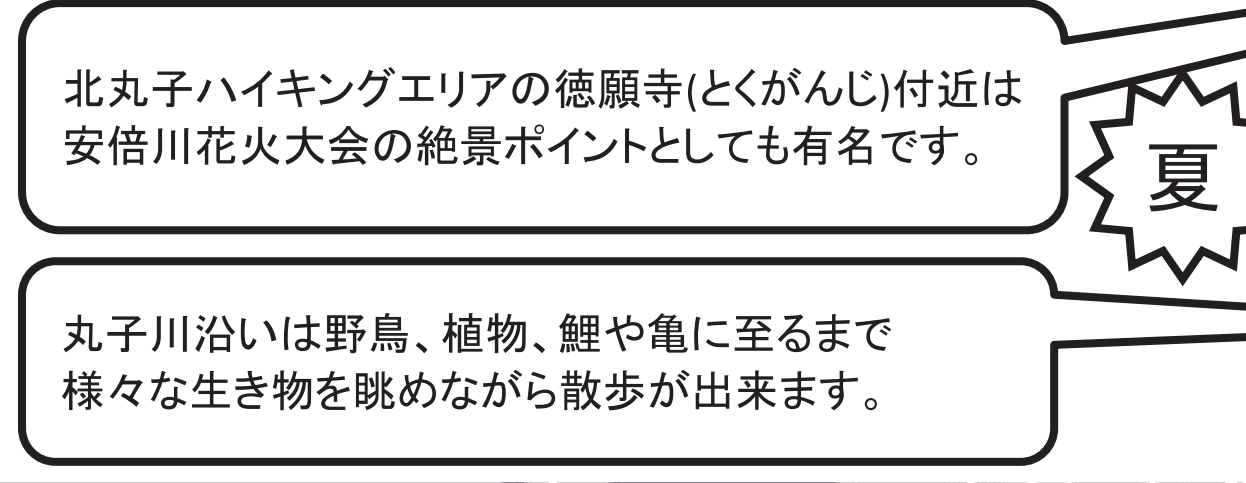 北丸子ハイキングエリアの徳願寺(とくがんじ)付近は
安倍川花火大会の絶景ポイントとしても有名です。
夏
丸子川沿いは野鳥、植物、鯉や亀に至るまで
様々な生き物を眺めながら散歩が出来ます。